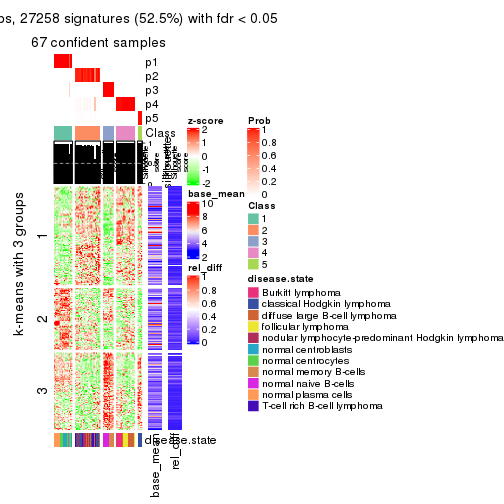 ps, 27258 signatures (52.5%) with fdr < 0.05
67 confident samples
p1
p2
p3
p4
p5
Class
silhouette
score
1
0
k-means with 3 groups
1
2
3
disease.state
base_mean
rel_diff
z-score
2
1
0
-1
-2
base_mean
10
8
6
4
2
rel_diff
1
0.8
0.6
0.4
0.2
0
Prob
1
0.8
0.6
0.4
0.2
0
Class
1
2
3
4
5
disease.state
Burkitt lymphoma
classical Hodgkin lymphoma
diffuse large B-cell lymphoma
follicular lymphoma
nodular lymphocyte-predominant Hodgkin lymphoma
normal centroblasts
normal centrocytes
normal memory B-cells
normal naive B-cells
normal plasma cells
T-cell rich B-cell lymphoma